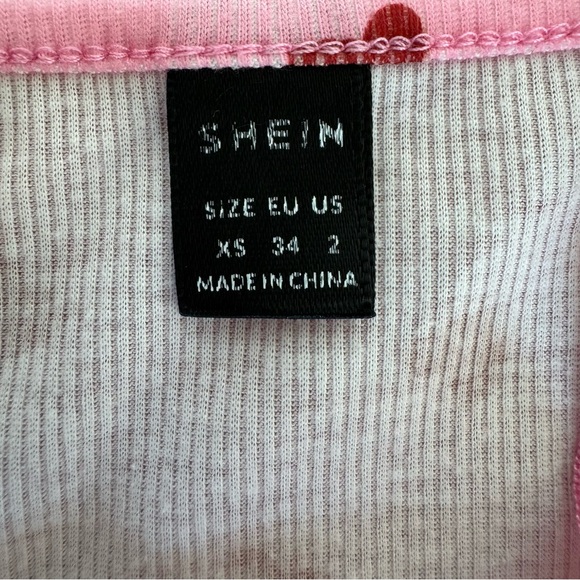 SHEIN
SIZE EU US
XS 34 2
MADE IN CHINA